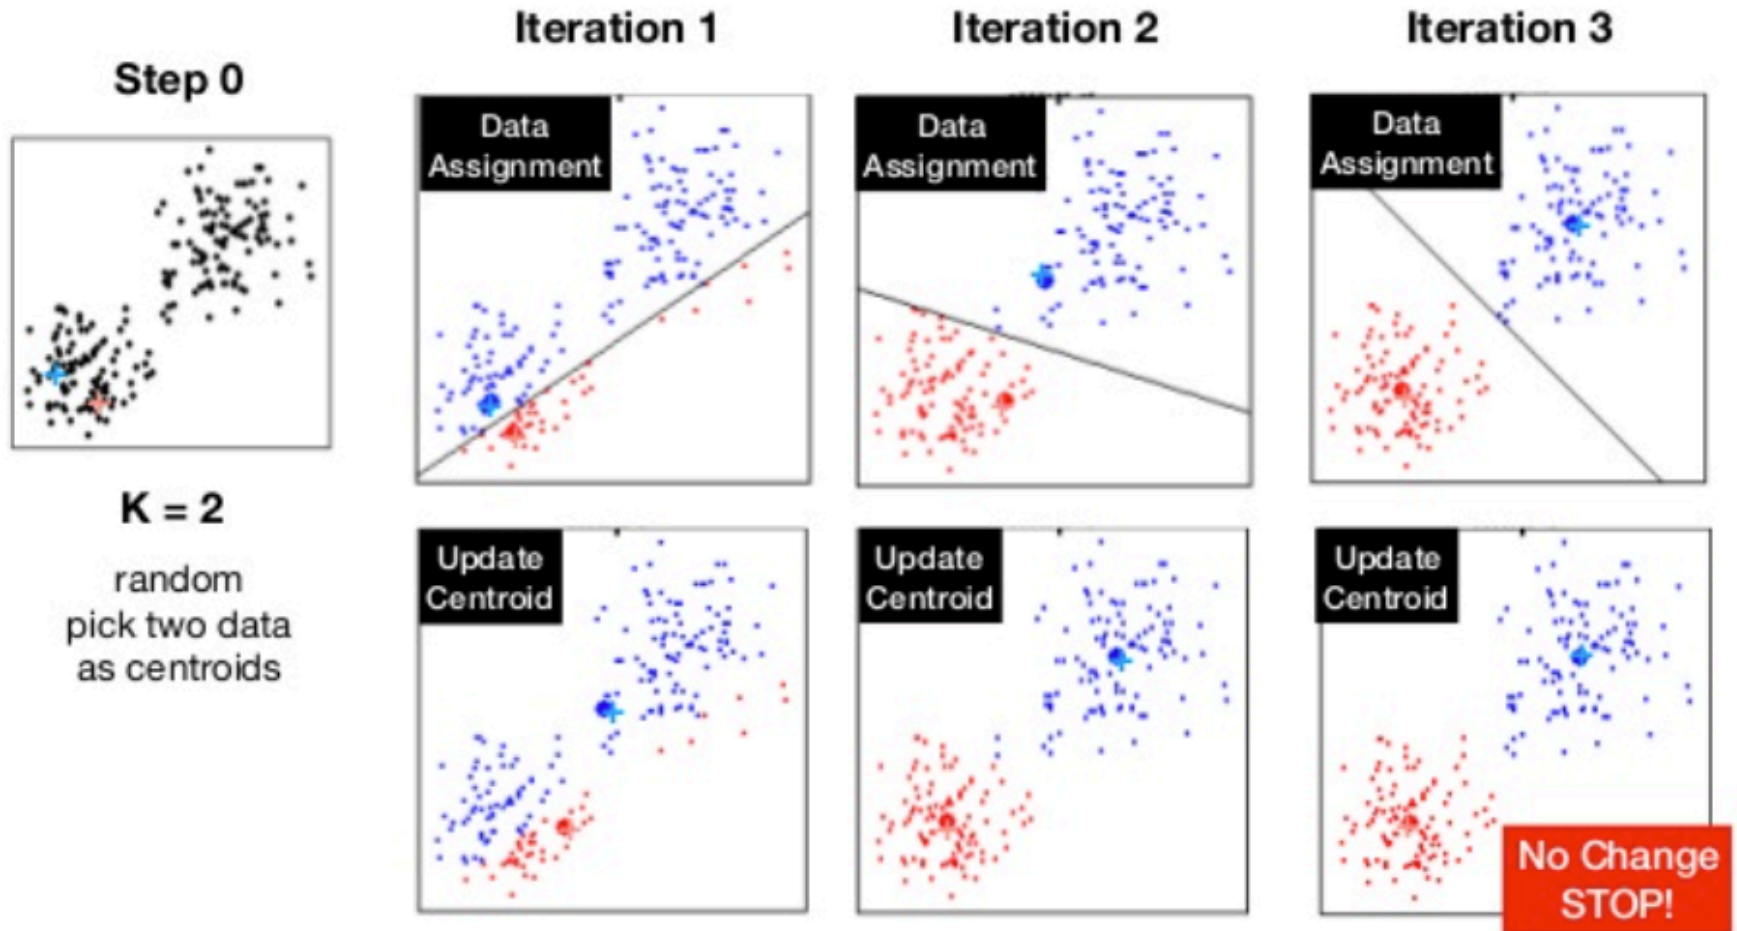 Step 0
K = 2
random
pick two data
as centroids
Iteration 1
Data
Assignment
Update
Centroid
Iteration 2
Data
Assignment
Update
Centroid
Iteration 3
Data
Assignment
Update
Centroid
No Change
STOP!